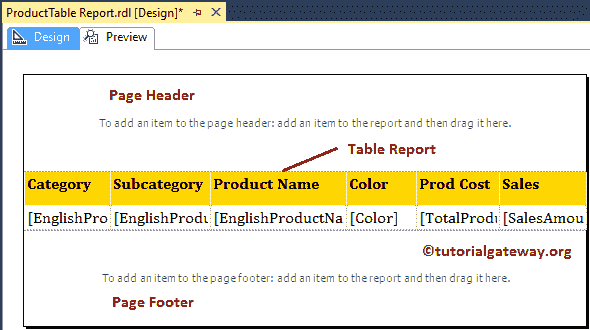 ProductTable Report.rdl [Design]*
Design Preview
Page Header
To add an item to the page header: add an item to the report and then drag it here.
Table Report
Category Subcategory Product Name Color Prod Cost Sales
[EnglishPro [EnglishProdu [EnglishProductNa [Color] [TotalProdu [SalesAmou
©tutorialgateway.org
To add an item to the page footer: add an item to the report and then drag it here.
Page Footer